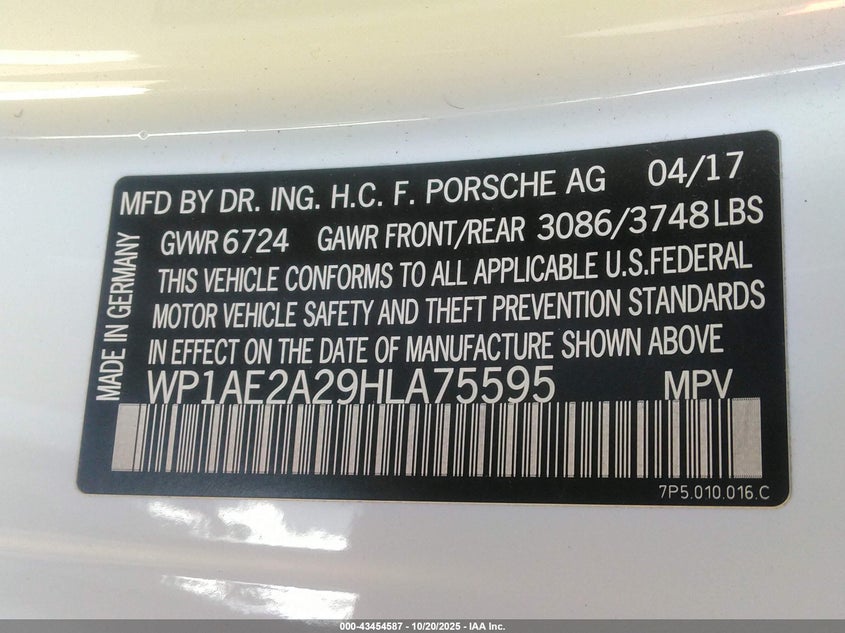 MFD BY DR. ING. H.C. F. PORSCHE AG 04/17
GVWR 6724 GAWR FRONT/REAR 3086/3748 LBS
THIS VEHICLE CONFORMS TO ALL APPLICABLE U.S.FEDERAL
MOTOR VEHICLE SAFETY AND THEFT PREVENTION STANDARDS
IN EFFECT ON THE DATE OF MANUFACTURE SHOWN ABOVE
WP1AE2A29HLA75595 MPV
MADE IN GERMANY
7P5.010.016.C
000-43454587 - 10/20/2025 - IAA Inc.